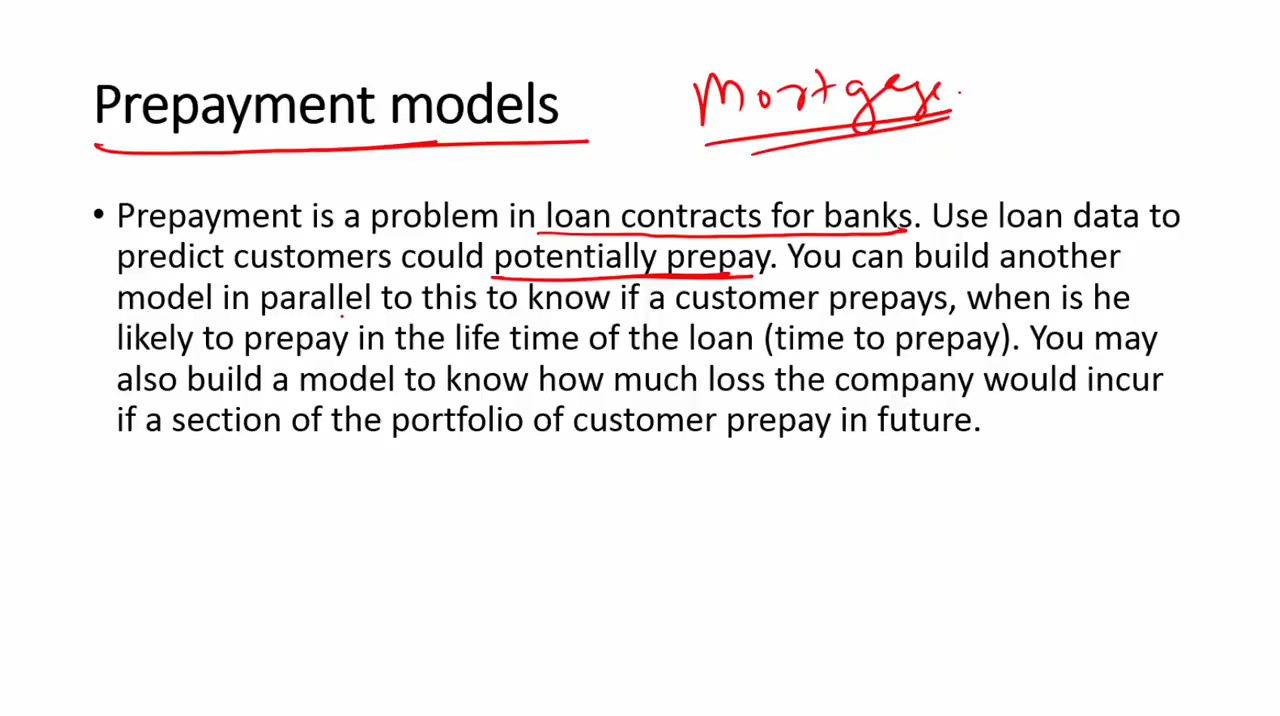 Prepayment models
Mortgage.
• Prepayment is a problem in loan contracts for banks. Use loan data to
predict customers could potentially prepay. You can build another
model in parallel to this to know if a customer prepays, when is he
likely to prepay in the life time of the loan (time to prepay). You may
also build a model to know how much loss the company would incur
if a section of the portfolio of customer prepay in future.